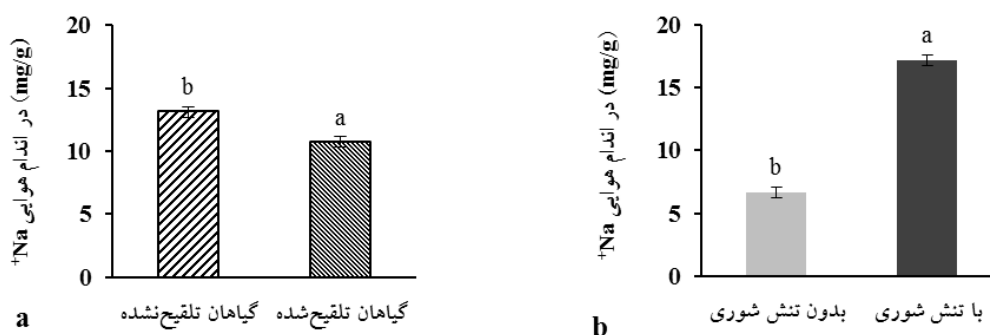 Na⁺ در اندام هوایی (mg/g)
20
15
10
5
0
b
a
گیاهان تلقیح‌نشده
گیاهان تلقیح‌شده
a
Na⁺ در اندام هوایی (mg/g)
20
15
10
5
0
b
a
بدون تنش شوری
با تنش شوری
b